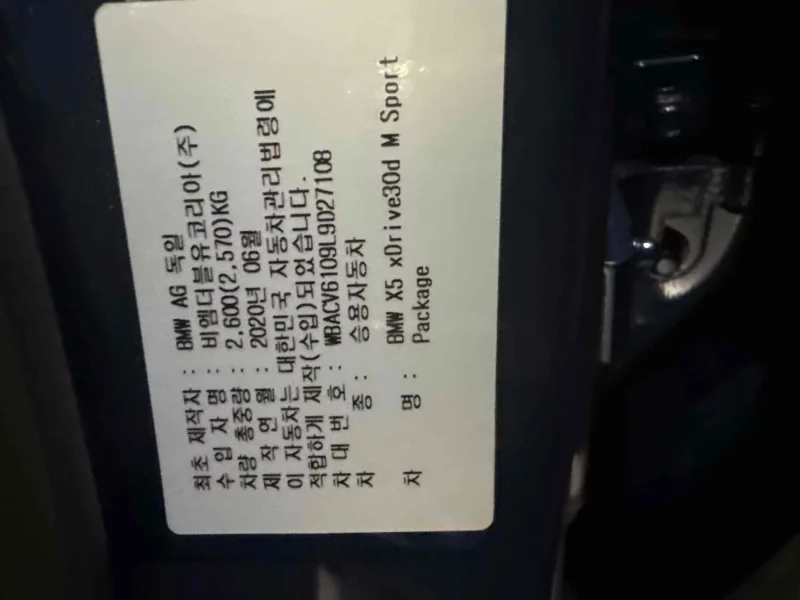 최초 제작자 : BMW AG 독일
수 입 자 명 : 비엠더블유코리아(주)
차량 총중량 : 2,600(2,570)KG
제 작 연 월 : 2020년 06월
이 자동차는 대한민국 자동차관리법령에
적합하게 제작(수입)되었습니다.
차 대 번 호 : WBACV6109L9D27108
차 종 : 승용자동차
차 명 : BMW X5 xDrive30d M Sport
Package